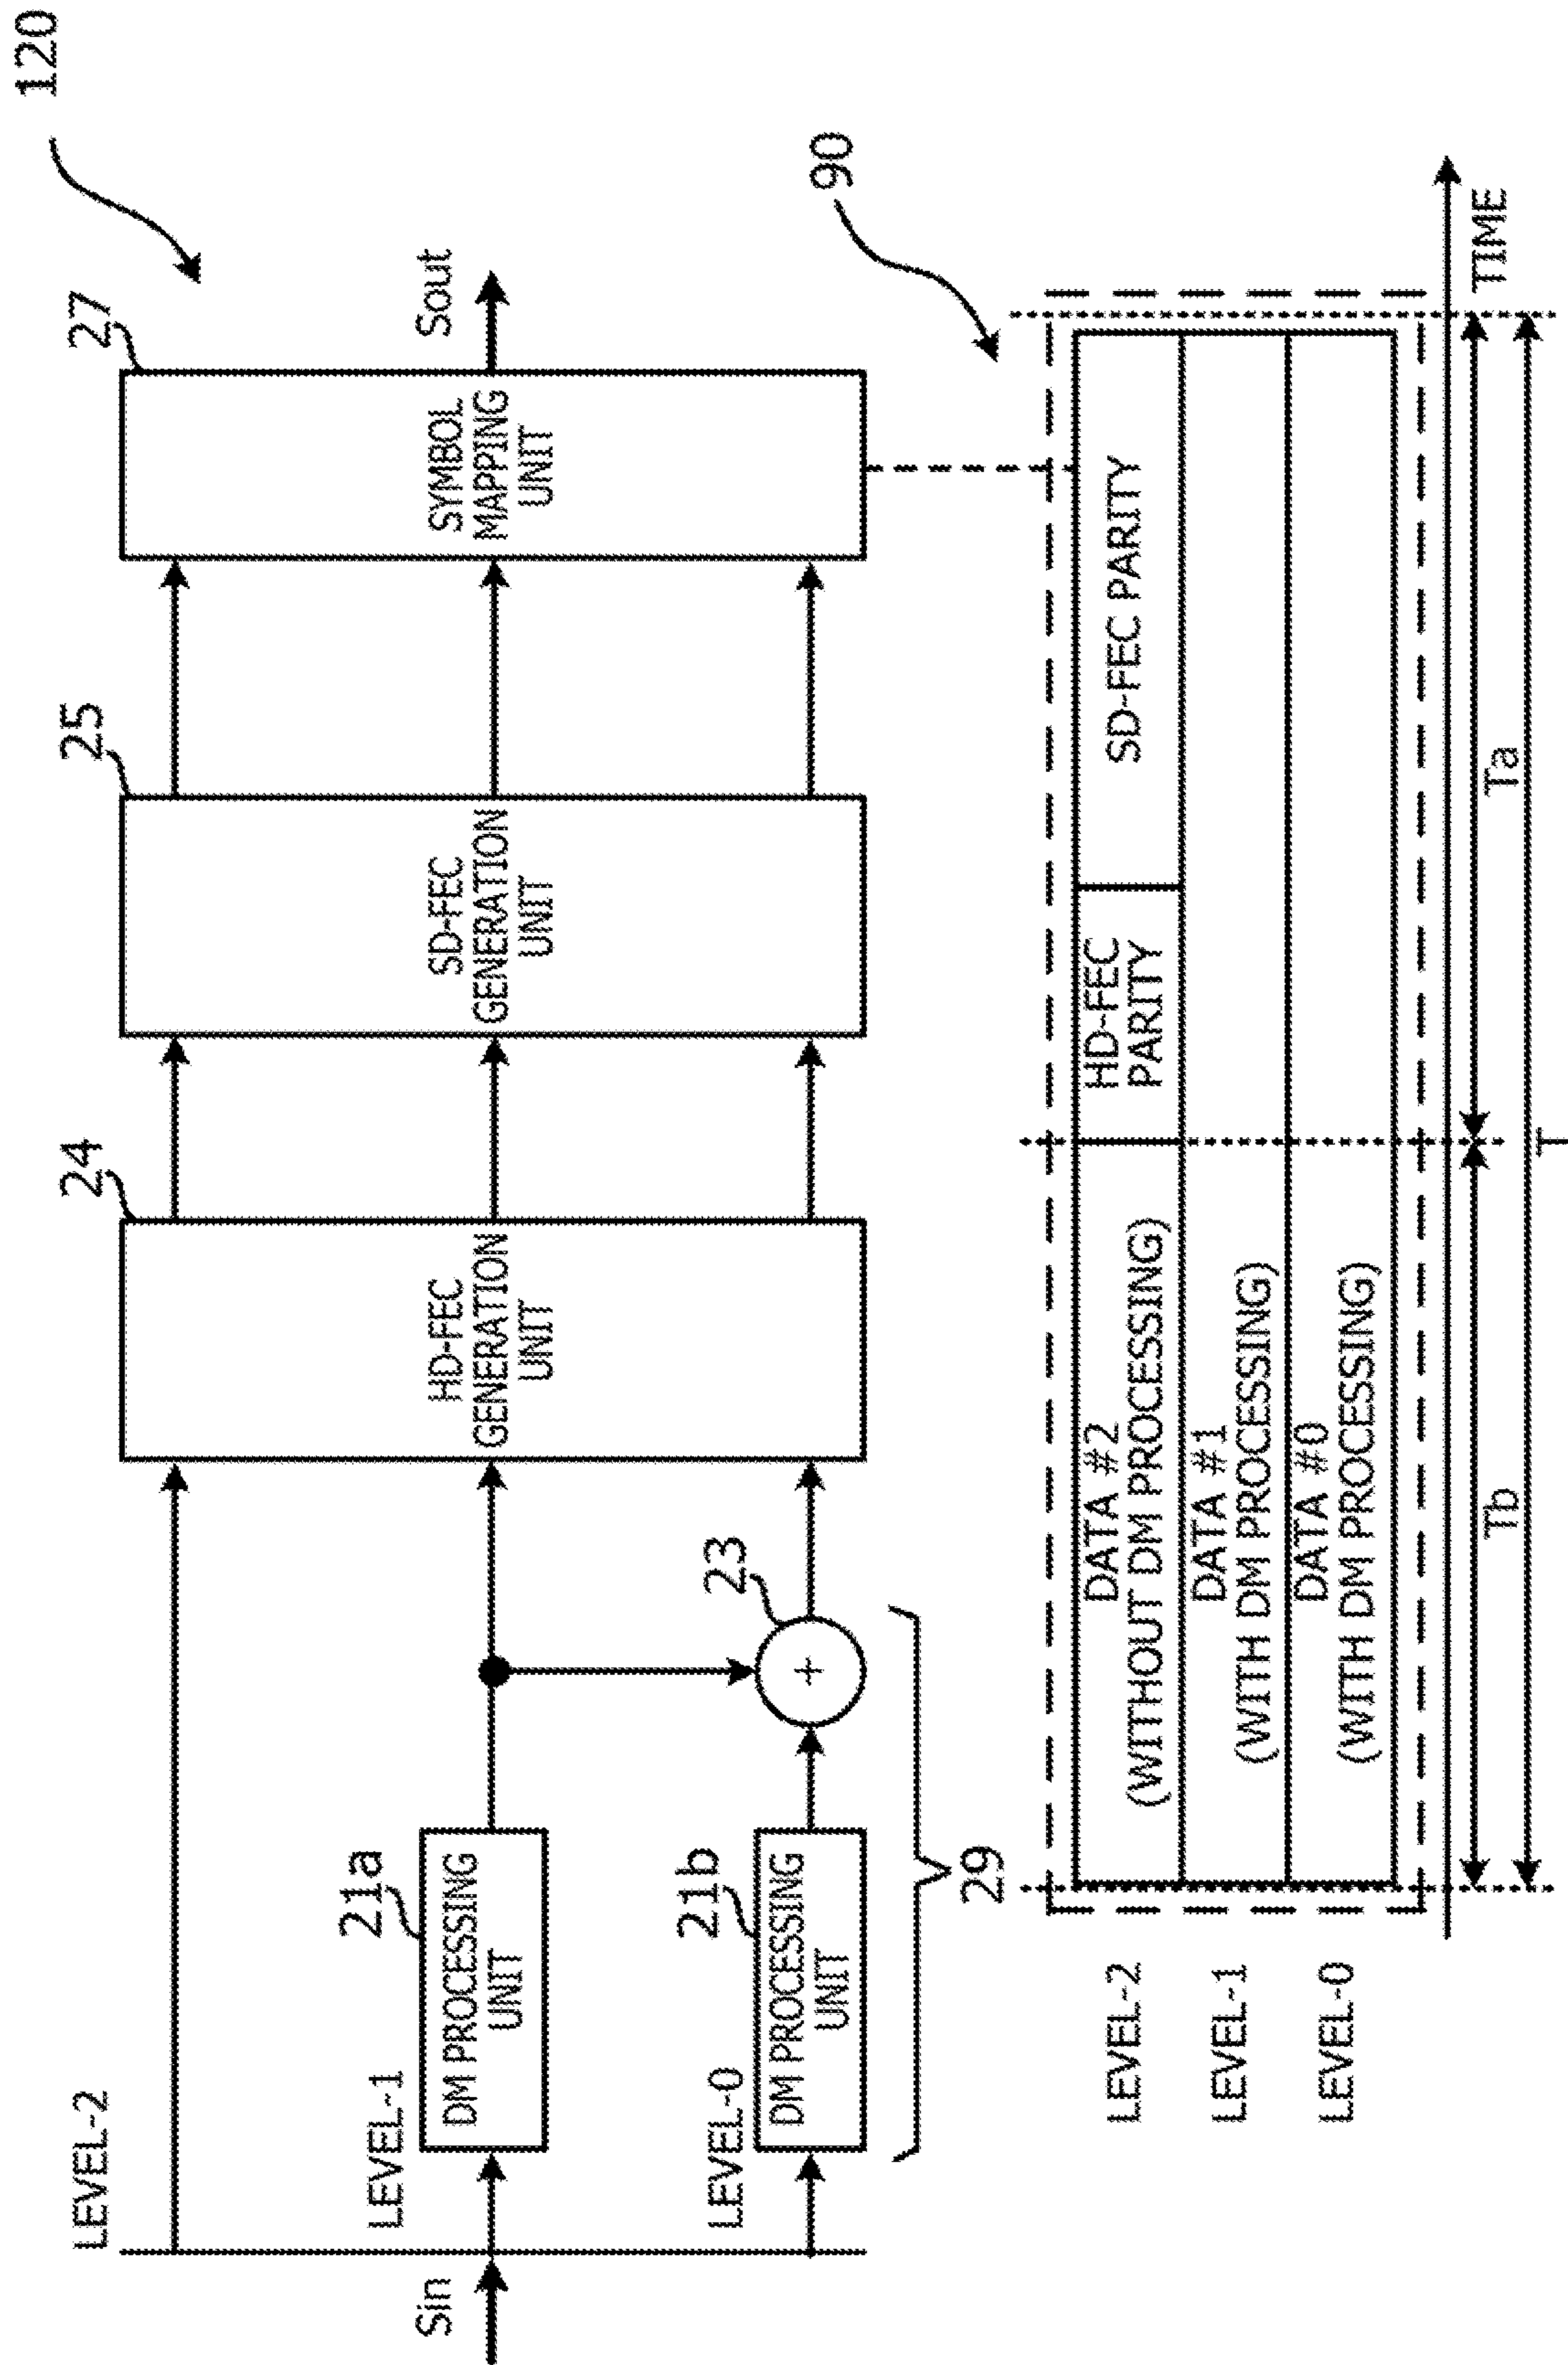 120
LEVEL-2
24
25
27
Sin
LEVEL-1
21a
DM PROCESSING
UNIT
HD-FEC
GENERATION
UNIT
SD-FEC
GENERATION
UNIT
SYMBOL
MAPPING
UNIT
Sout
LEVEL-0
21b
DM PROCESSING
UNIT
23
+
29
90
LEVEL-2
DATA #2
(WITHOUT DM PROCESSING)
HD-FEC
PARITY
SD-FEC PARITY
LEVEL-1
DATA #1
(WITH DM PROCESSING)
LEVEL-0
DATA #0
(WITH DM PROCESSING)
TIME
Tb
Ta
T